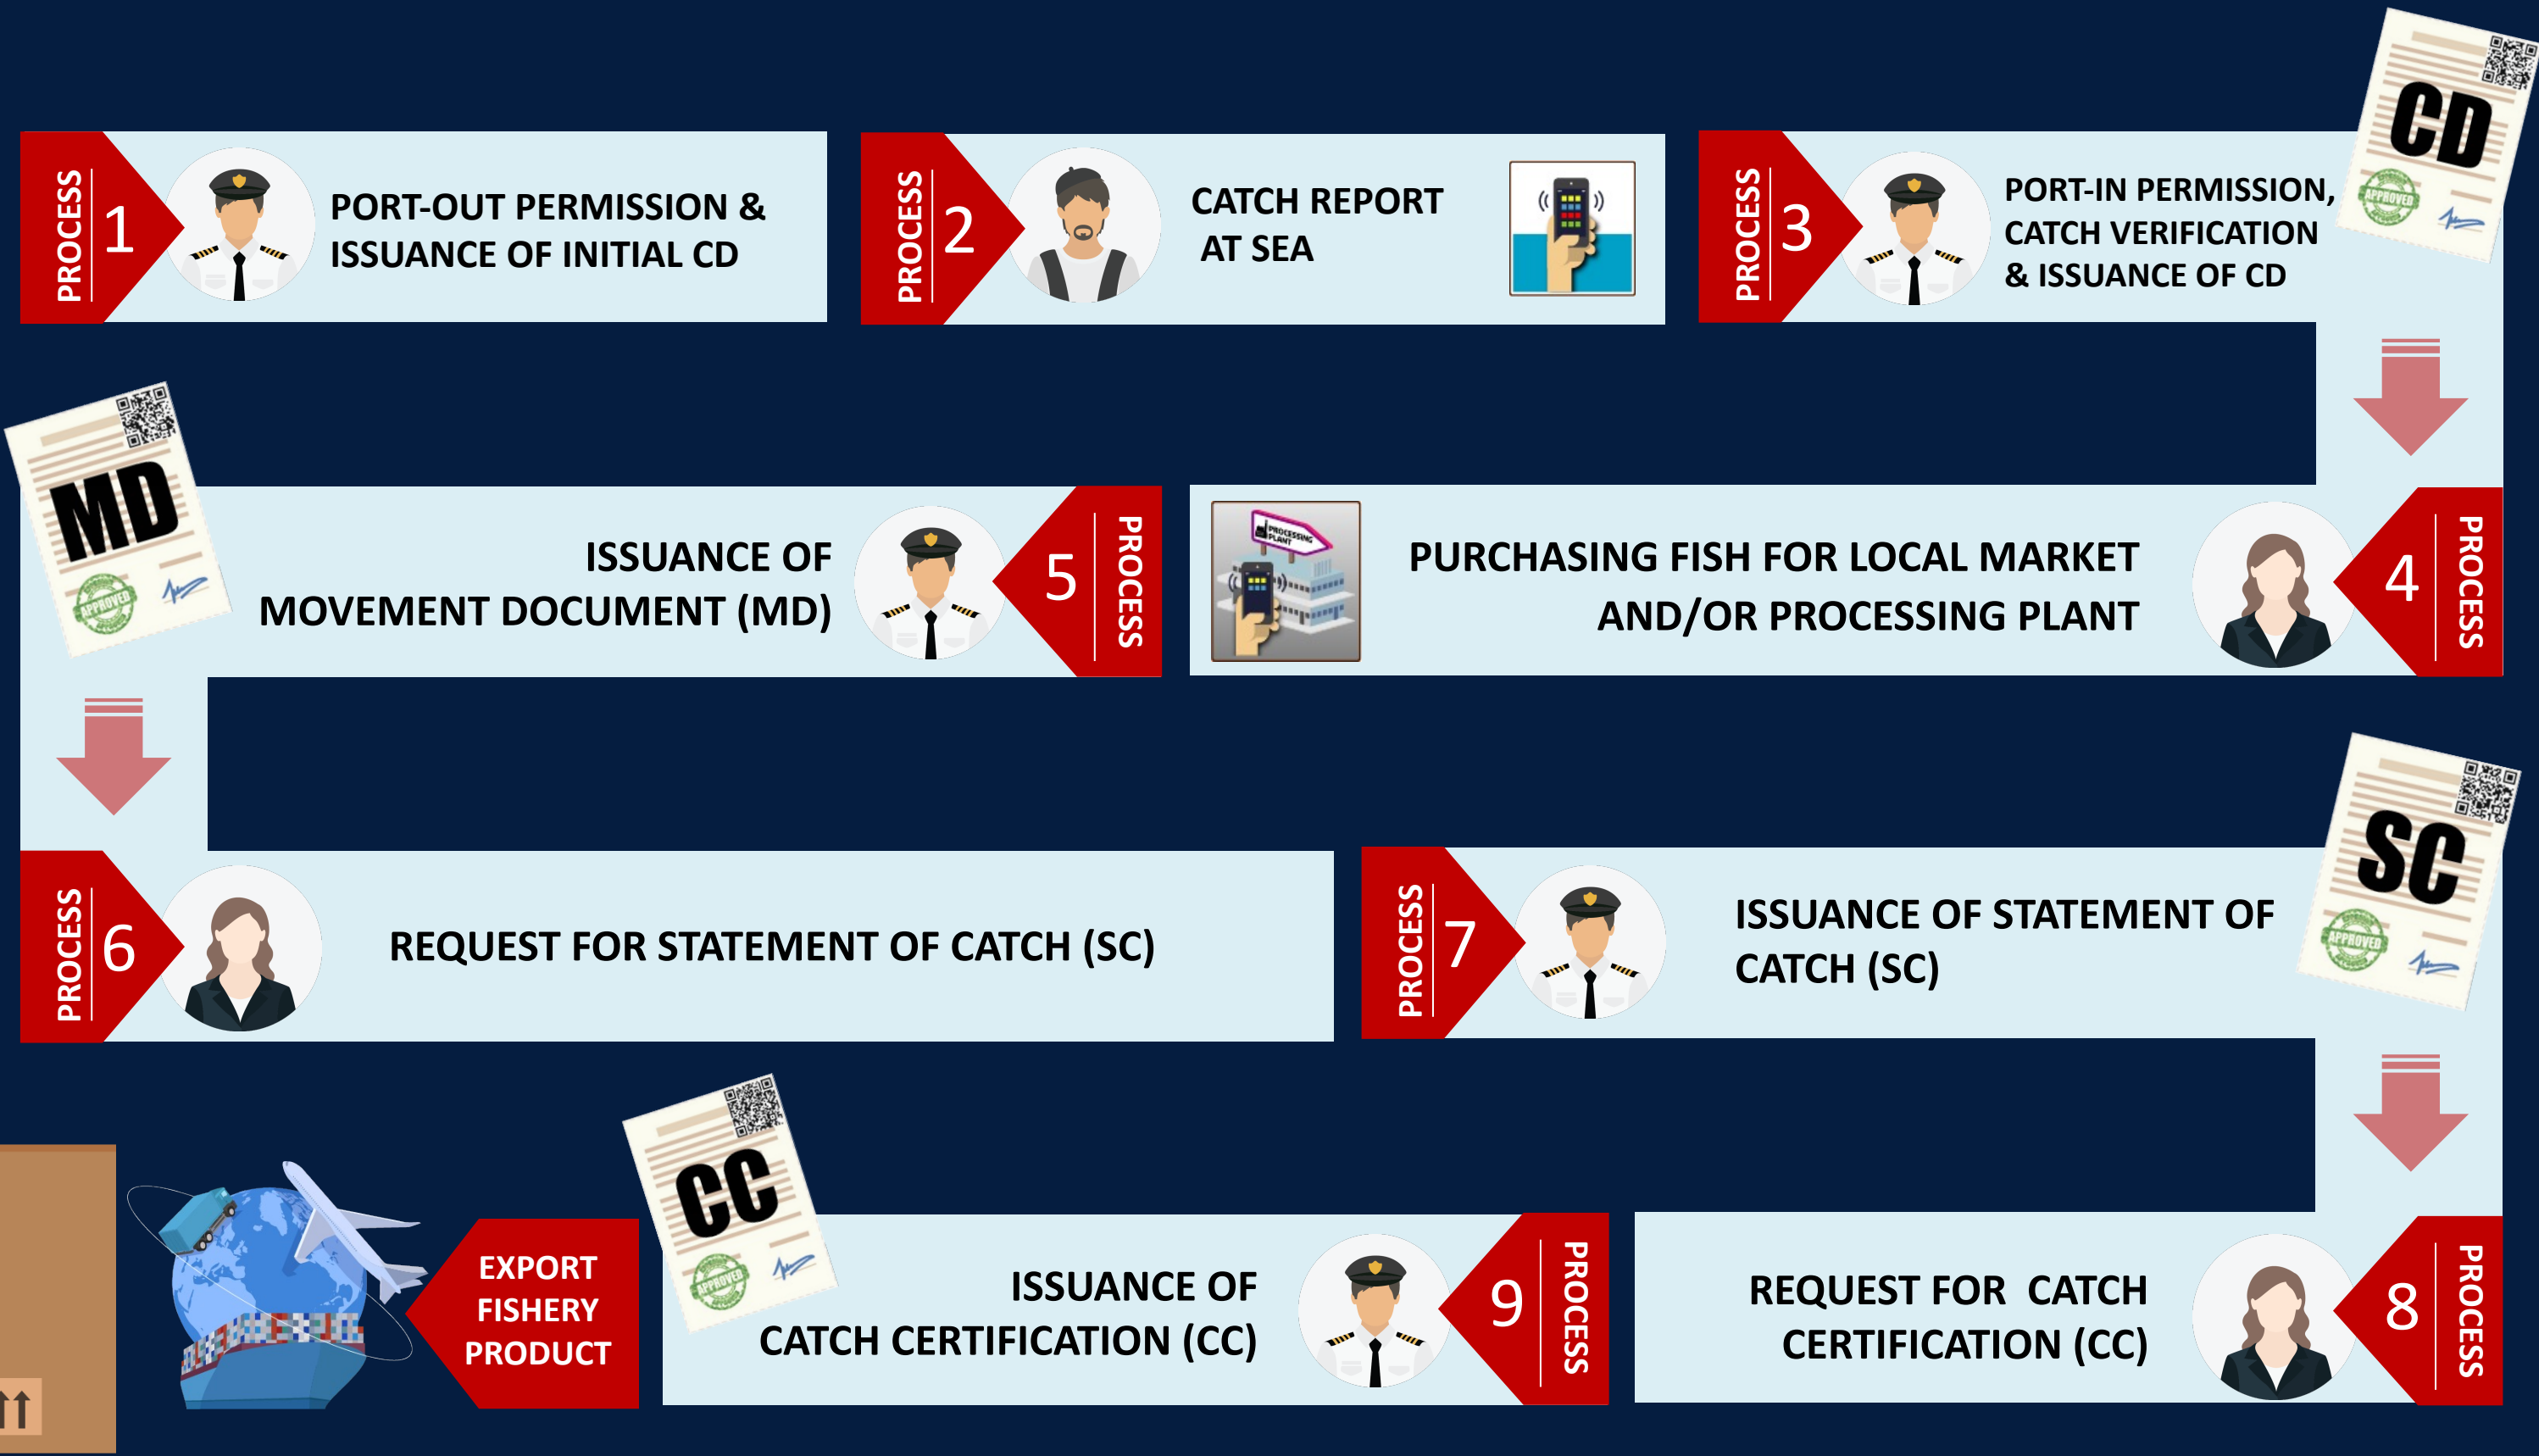 PROCESS
1
PORT-OUT PERMISSION &
ISSUANCE OF INITIAL CD
PROCESS
2
CATCH REPORT
AT SEA
PROCESS
3
PORT-IN PERMISSION,
CATCH VERIFICATION
& ISSUANCE OF CD
CD
APPROVED
PROCESS
4
PURCHASING FISH FOR LOCAL MARKET
AND/OR PROCESSING PLANT
PROCESSING
PLANT
PROCESS
5
ISSUANCE OF
MOVEMENT DOCUMENT (MD)
MD
APPROVED
PROCESS
6
REQUEST FOR STATEMENT OF CATCH (SC)
PROCESS
7
ISSUANCE OF STATEMENT OF
CATCH (SC)
SC
APPROVED
PROCESS
8
REQUEST FOR  CATCH
CERTIFICATION (CC)
PROCESS
9
ISSUANCE OF
CATCH CERTIFICATION (CC)
CC
APPROVED
EXPORT
FISHERY
PRODUCT